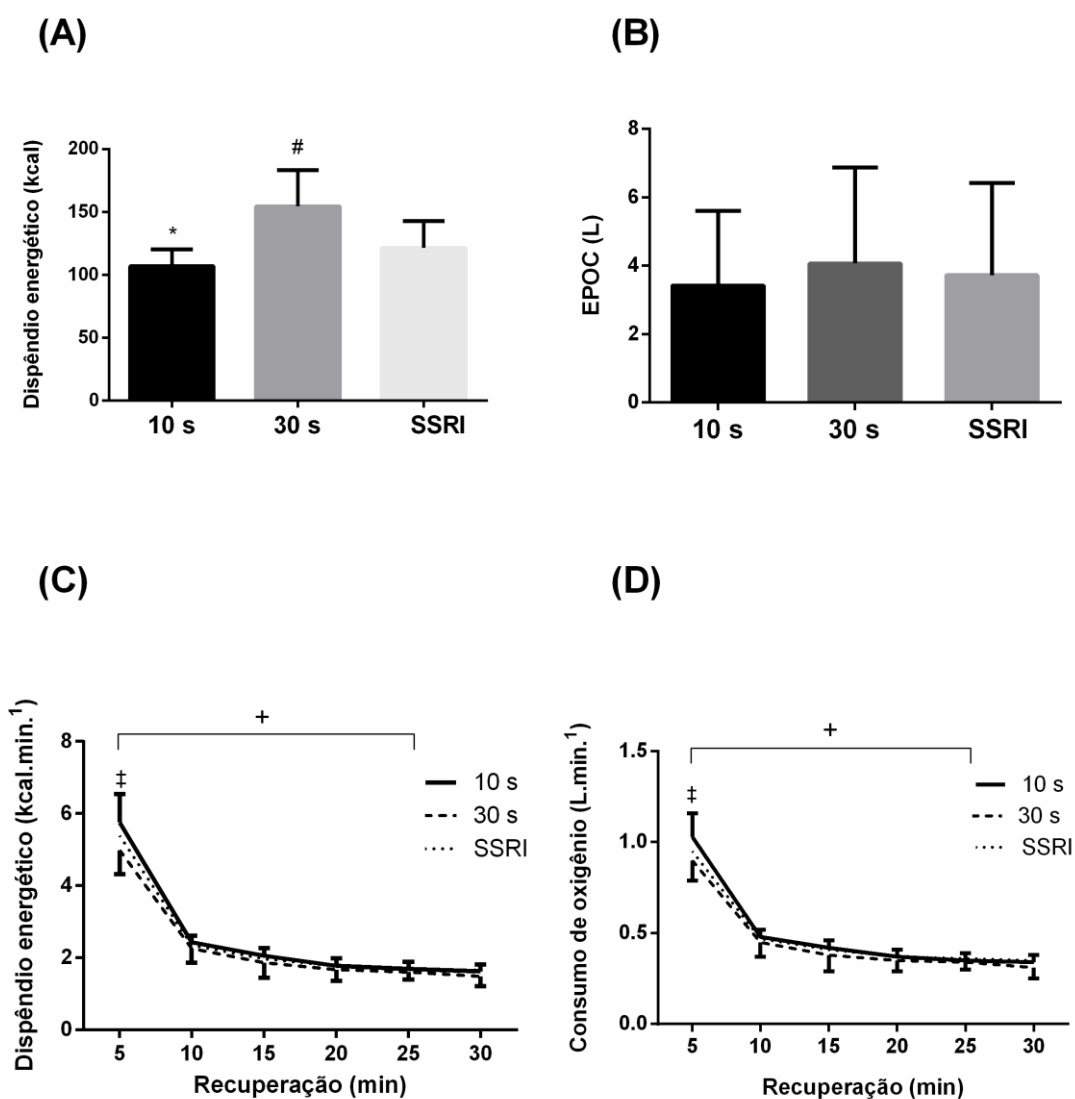 (A)
Dispêndio energético (kcal)
200
150
100
50
0
*
#
10 s
30 s
SSRI
(B)
EPOC (L)
8
6
4
2
0
10 s
30 s
SSRI
(C)
Dispêndio energético (kcal.min.¹)
8
6
4
2
0
+
‡
10 s
30 s
SSRI
5 10 15 20 25 30
Recuperação (min)
(D)
Consumo de oxigênio (L.min.¹)
1.5
1.0
0.5
0.0
+
‡
10 s
30 s
SSRI
5 10 15 20 25 30
Recuperação (min)